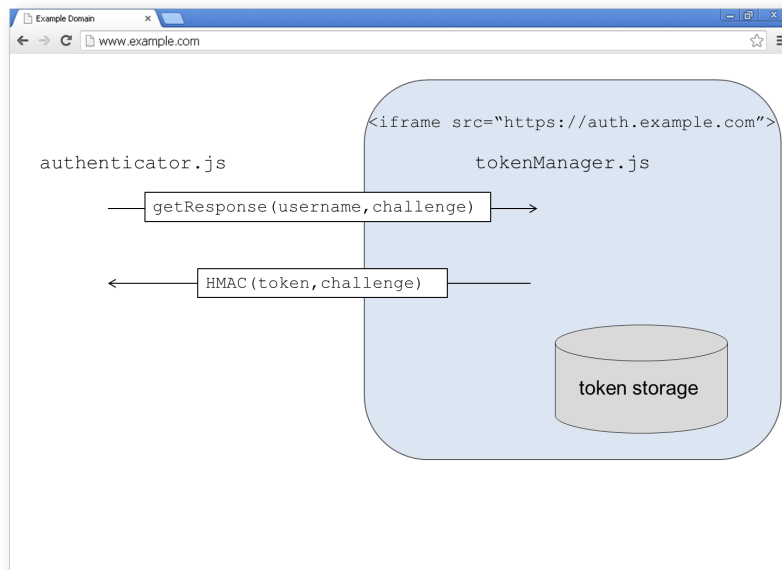 Example Domain
www.example.com
<iframe src=“https://auth.example.com”>
authenticator.js
tokenManager.js
getResponse(username,challenge)
HMAC(token,challenge)
token storage